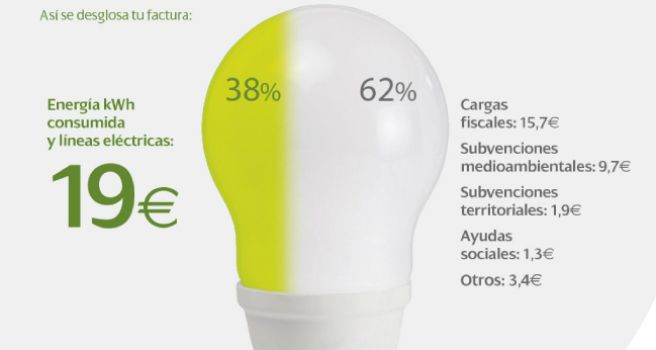 Así se desglosa tu factura:
38%
62%
Energía kWh
consumida
y líneas eléctricas:
19€
Cargas
fiscales: 15,7€
Subvenciones
medioambientales: 9,7€
Subvenciones
territoriales: 1,9€
Ayudas
sociales: 1,3€
Otros: 3,4€